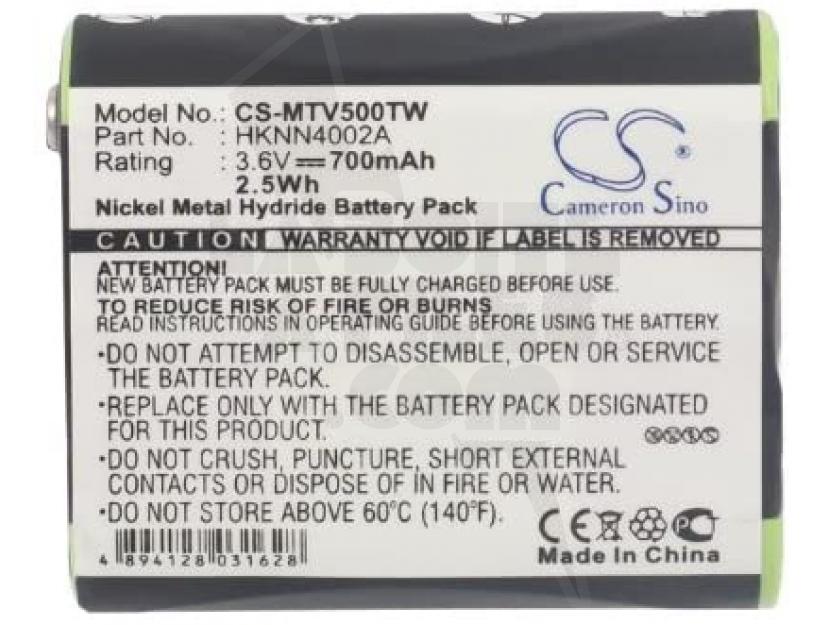 Model No.: CS-MTV500TW
Part No. : HKNN4002A
Rating : 3.6V 700mAh
2.5Wh
Nickel Metal Hydride Battery Pack
CS
Cameron Sino
CAUTION WARRANTY VOID IF LABEL IS REMOVED
ATTENTION!
NEW BATTERY PACK MUST BE FULLY CHARGED BEFORE USE.
TO REDUCE RISK OF FIRE OR BURNS
READ INSTRUCTIONS IN OPERATING GUIDE BEFORE USING THE BATTERY.
•DO NOT ATTEMPT TO DISASSEMBLE, OPEN OR SERVICE
THE BATTERY PACK.
•REPLACE ONLY WITH THE BATTERY PACK DESIGNATED
FOR THIS PRODUCT.
•DO NOT CRUSH, PUNCTURE, SHORT EXTERNAL
CONTACTS OR DISPOSE OF IN FIRE OR WATER.
•DO NOT STORE ABOVE 60°C (140°F).
CE
Made In China
4 894128 031628
.com